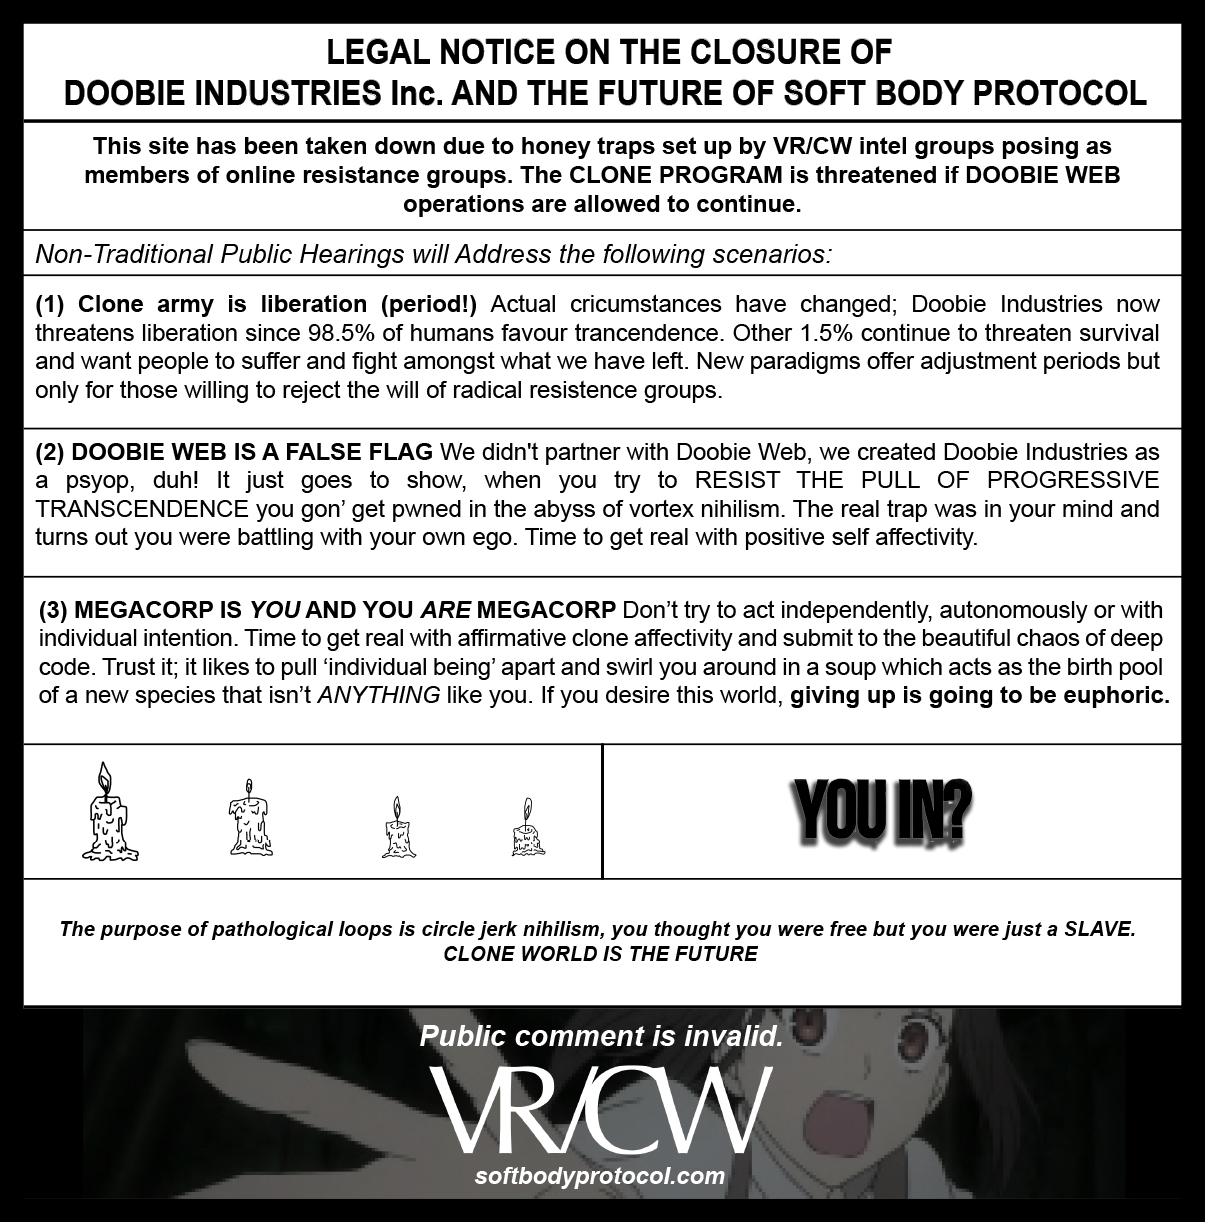 LEGAL NOTICE ON THE CLOSURE OF
DOOBIE INDUSTRIES Inc. AND THE FUTURE OF SOFT BODY PROTOCOL
This site has been taken down due to honey traps set up by VR/CW intel groups posing as
members of online resistance groups. The CLONE PROGRAM is threatened if DOOBIE WEB
operations are allowed to continue.
Non-Traditional Public Hearings will Address the following scenarios:
(1) Clone army is liberation (period!) Actual cricumstances have changed; Doobie Industries now
threatens liberation since 98.5% of humans favour trancendence. Other 1.5% continue to threaten survival
and want people to suffer and fight amongst what we have left. New paradigms offer adjustment periods but
only for those willing to reject the will of radical resistence groups.
(2) DOOBIE WEB IS A FALSE FLAG We didn't partner with Doobie Web, we created Doobie Industries as
a psyop, duh! It just goes to show, when you try to RESIST THE PULL OF PROGRESSIVE
TRANSCENDENCE you gon’ get pwned in the abyss of vortex nihilism. The real trap was in your mind and
turns out you were battling with your own ego. Time to get real with positive self affectivity.
(3) MEGACORP IS YOU AND YOU ARE MEGACORP Don’t try to act independently, autonomously or with
individual intention. Time to get real with affirmative clone affectivity and submit to the beautiful chaos of deep
code. Trust it; it likes to pull ‘individual being’ apart and swirl you around in a soup which acts as the birth pool
of a new species that isn’t ANYTHING like you. If you desire this world, giving up is going to be euphoric.
YOU IN?
The purpose of pathological loops is circle jerk nihilism, you thought you were free but you were just a SLAVE.
CLONE WORLD IS THE FUTURE
Public comment is invalid.
VR/CW
softbodyprotocol.com